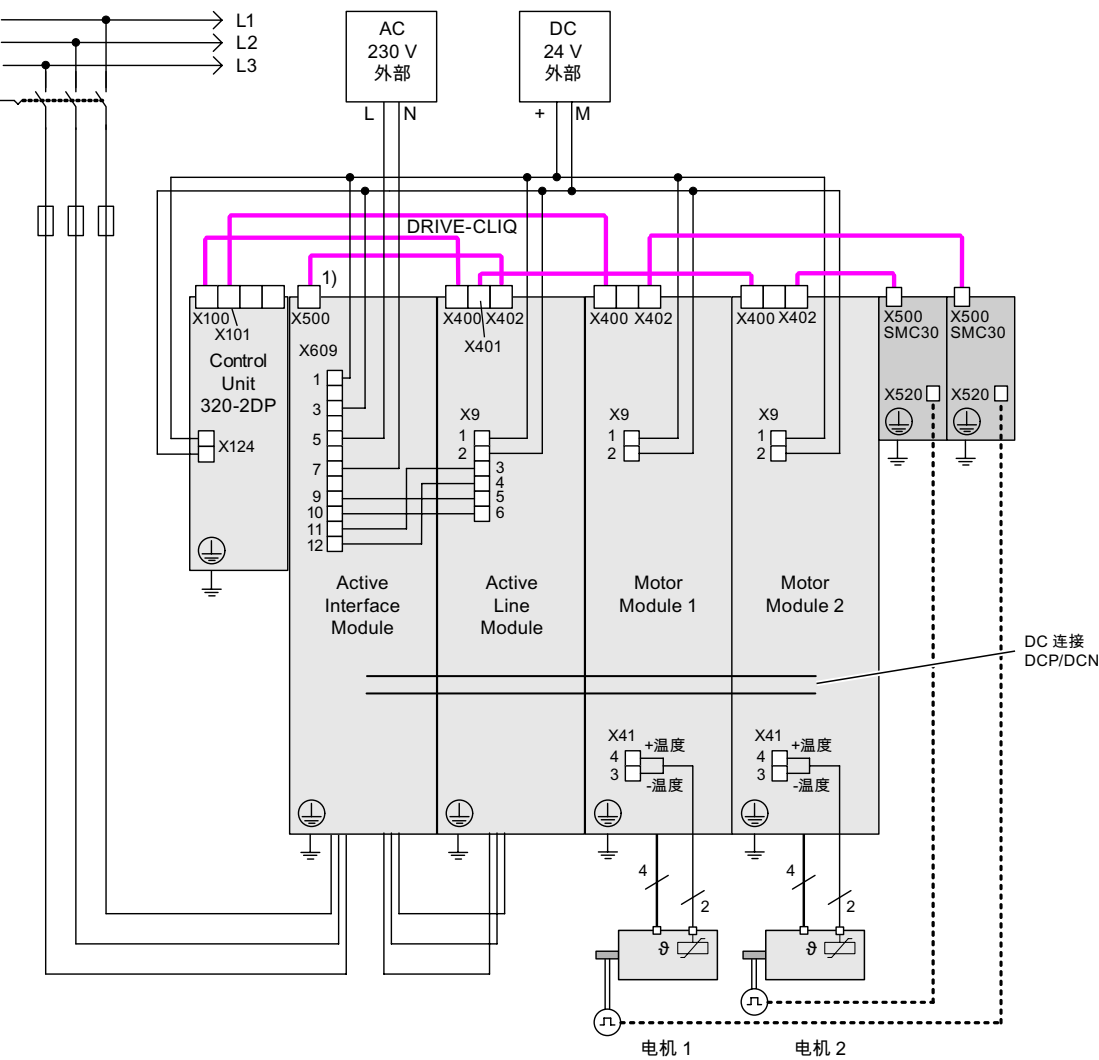 L1
L2
L3
AC
230 V
外部
DC
24 V
外部
L
N
+
M
DRIVE-CLIQ
1)
X100
X101
X500
X400
X402
X401
X400
X402
X400
X402
X500
SMC30
X500
SMC30
Control
Unit
320-2DP
X609
1
3
5
7
9
10
11
12
X124
X9
1
2
3
4
5
6
X9
1
2
X9
1
2
X520
X520
Active
Interface
Module
Active
Line
Module
Motor
Module 1
Motor
Module 2
DC 连接
DCP/DCN
X41
4
3
+温度
-温度
X41
4
3
+温度
-温度
4
2
4
2
ϑ
ϑ
电机 1
电机 2